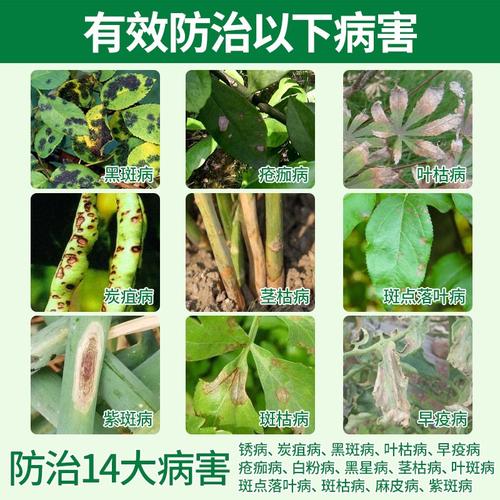 有效防治以下病害
黑斑病
疮痂病
叶枯病
炭疽病
茎枯病
斑点落叶病
紫斑病
斑枯病
早疫病
防治14大病害
锈病、炭疽病、黑斑病、叶枯病、早疫病
疮痂病、白粉病、黑星病、茎枯病、叶斑病
斑点落叶病、斑枯病、麻皮病、紫斑病